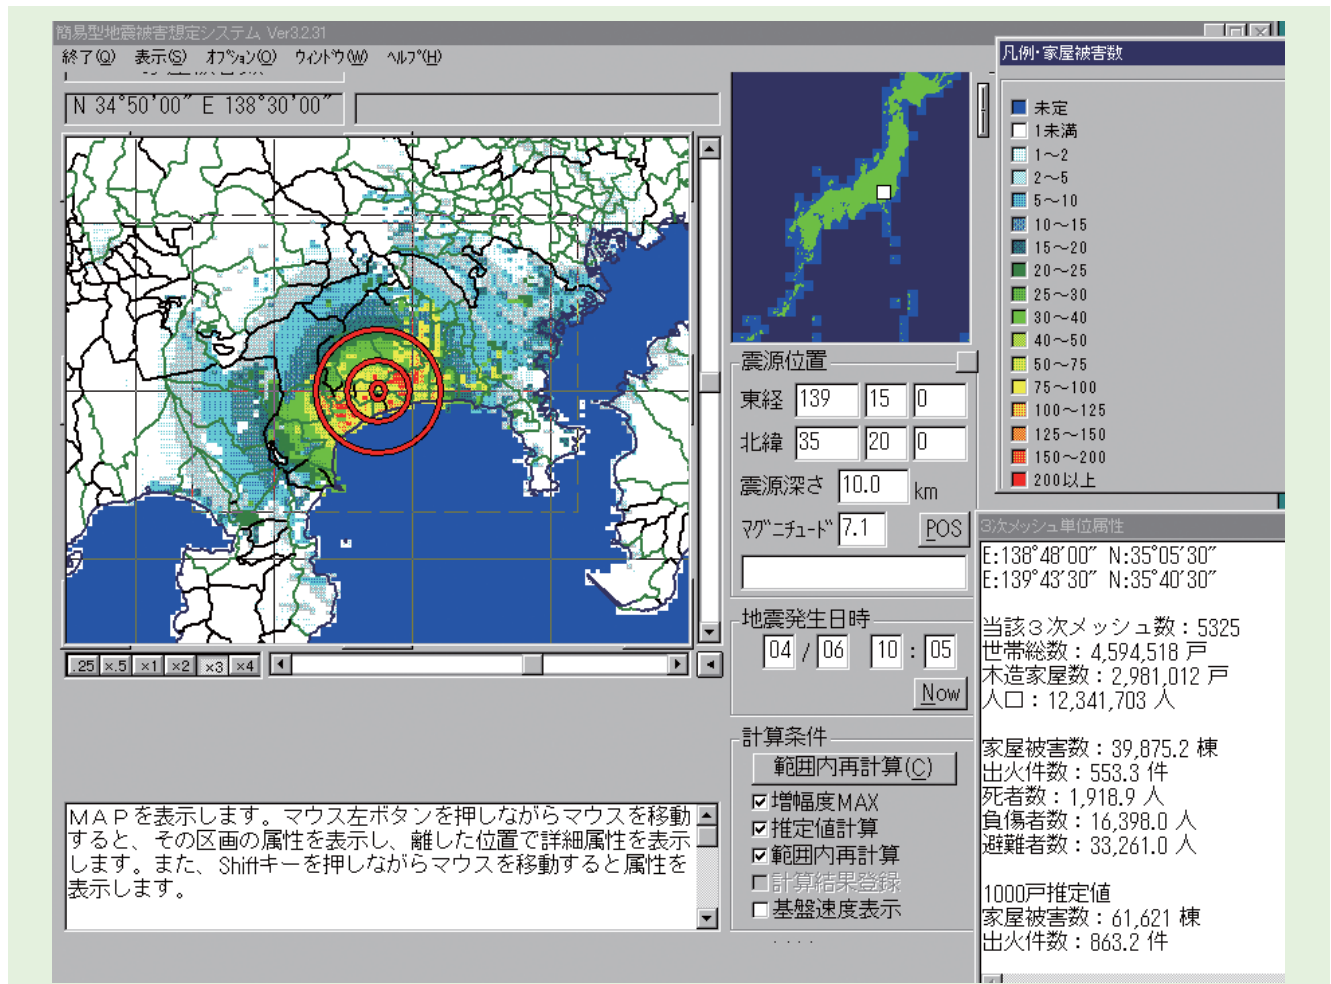 簡易型地震被害想定システム Ver3.2.31
終了(Q) 表示(S) ｵﾌﾟｼｮﾝ(O) ｳｨﾝﾄﾞｳ(W) ﾍﾙﾌﾟ(H)
N 34°50′00″ E 138°30′00″
.25 ×.5 ×1 ×2 ×3 ×4
ＭＡＰを表示します。マウス左ボタンを押しながらマウスを移動
すると、その区画の属性を表示し、離した位置で詳細属性を表示
します。また、Shiftキーを押しながらマウスを移動すると属性を
表示します。
震源位置
東経 139 15 0
北緯 35 20 0
震源深さ 10.0 km
ﾏｸﾞﾆﾁｭｰﾄﾞ 7.1 POS
地震発生日時
04 / 06 10 : 05
Now
計算条件
範囲内再計算(C)
増幅度MAX
推定値計算
範囲内再計算
計算結果登録
基盤速度表示
凡例･家屋被害数
未定
1未満
1～2
2～5
5～10
10～15
15～20
20～25
25～30
30～40
40～50
50～75
75～100
100～125
125～150
150～200
200以上
3次メッシュ単位属性
E:138°48′00″ N:35°05′30″
E:139°43′30″ N:35°40′30″
当該３次メッシュ数：5325
世帯総数：4,594,518 戸
木造家屋数：2,981,012 戸
人口：12,341,703 人
家屋被害数：39,875.2 棟
出火件数：553.3 件
死者数：1,918.9 人
負傷者数：16,398.0 人
避難者数：33,261.0 人
1000戸推定値
家屋被害数：61,621 棟
出火件数：863.2 件